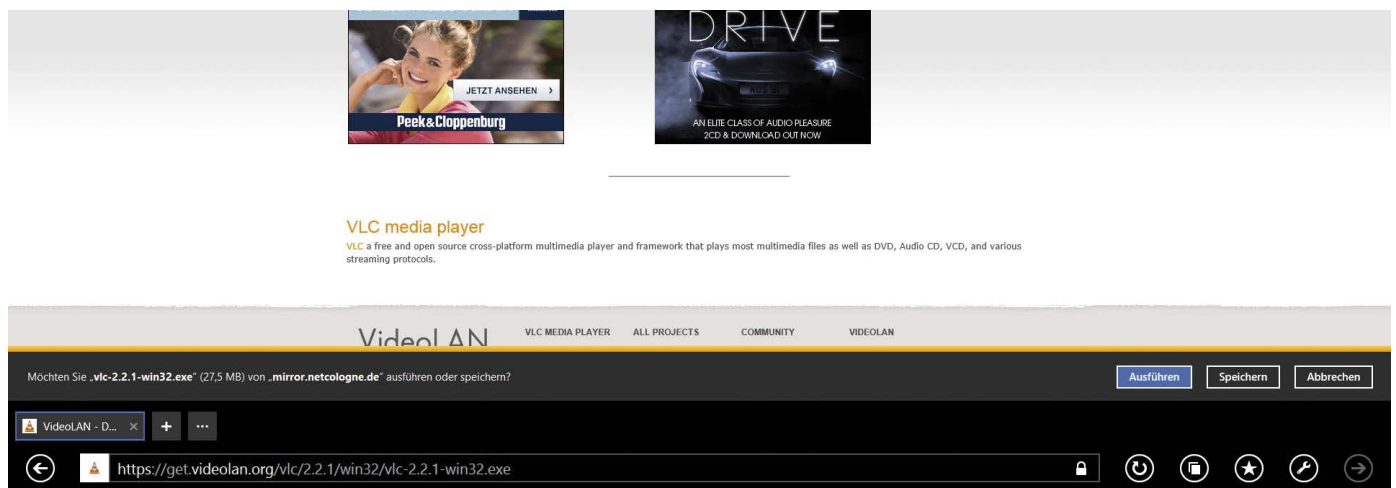 DRIVE
JETZT ANSEHEN
Peek&Cloppenburg
AN ELITE CLASS OF AUDIO PLEASURE
2CD & DOWNLOAD OUT NOW
VLC media player
VLC a free and open source cross-platform multimedia player and framework that plays most multimedia files as well as DVD, Audio CD, VCD, and various
streaming protocols.
VideoLAN
VLC MEDIA PLAYER
ALL PROJECTS
COMMUNITY
VIDEOLAN
Möchten Sie „vlc-2.2.1-win32.exe“ (27,5 MB) von „mirror.netcologne.de“ ausführen oder speichern?
Ausführen
Speichern
Abbrechen
VideoLAN - D...
https://get.videolan.org/vlc/2.2.1/win32/vlc-2.2.1-win32.exe